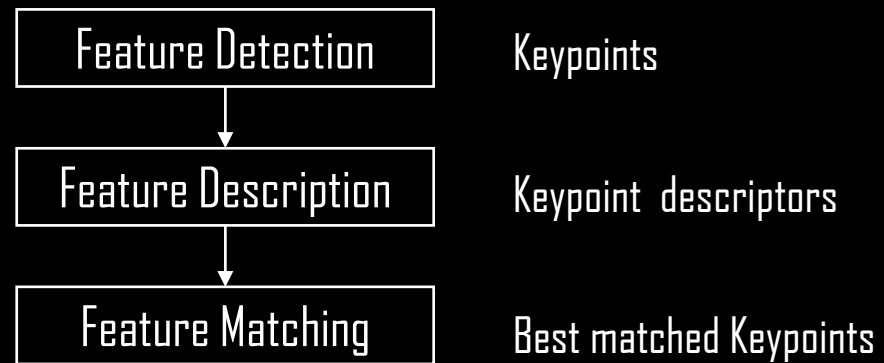 Feature Detection
Keypoints
Feature Description
Keypoint descriptors
Feature Matching
Best matched Keypoints